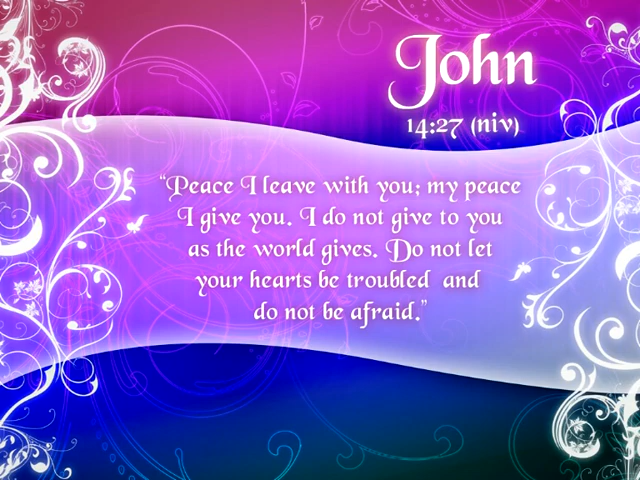 John
14:27 (niv)
“Peace I leave with you; my peace
I give you. I do not give to you
as the world gives. Do not let
your hearts be troubled and
do not be afraid.”